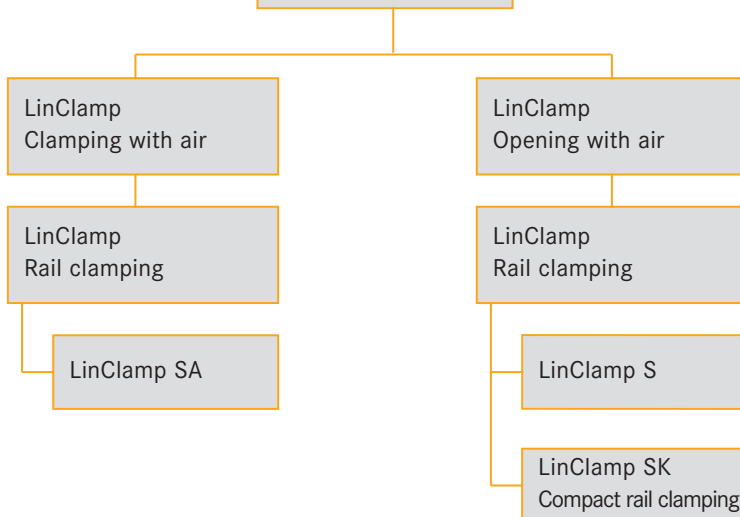 LinClamp
Clamping with air
LinClamp
Opening with air
LinClamp
Rail clamping
LinClamp
Rail clamping
LinClamp SA
LinClamp S
LinClamp SK
Compact rail clamping